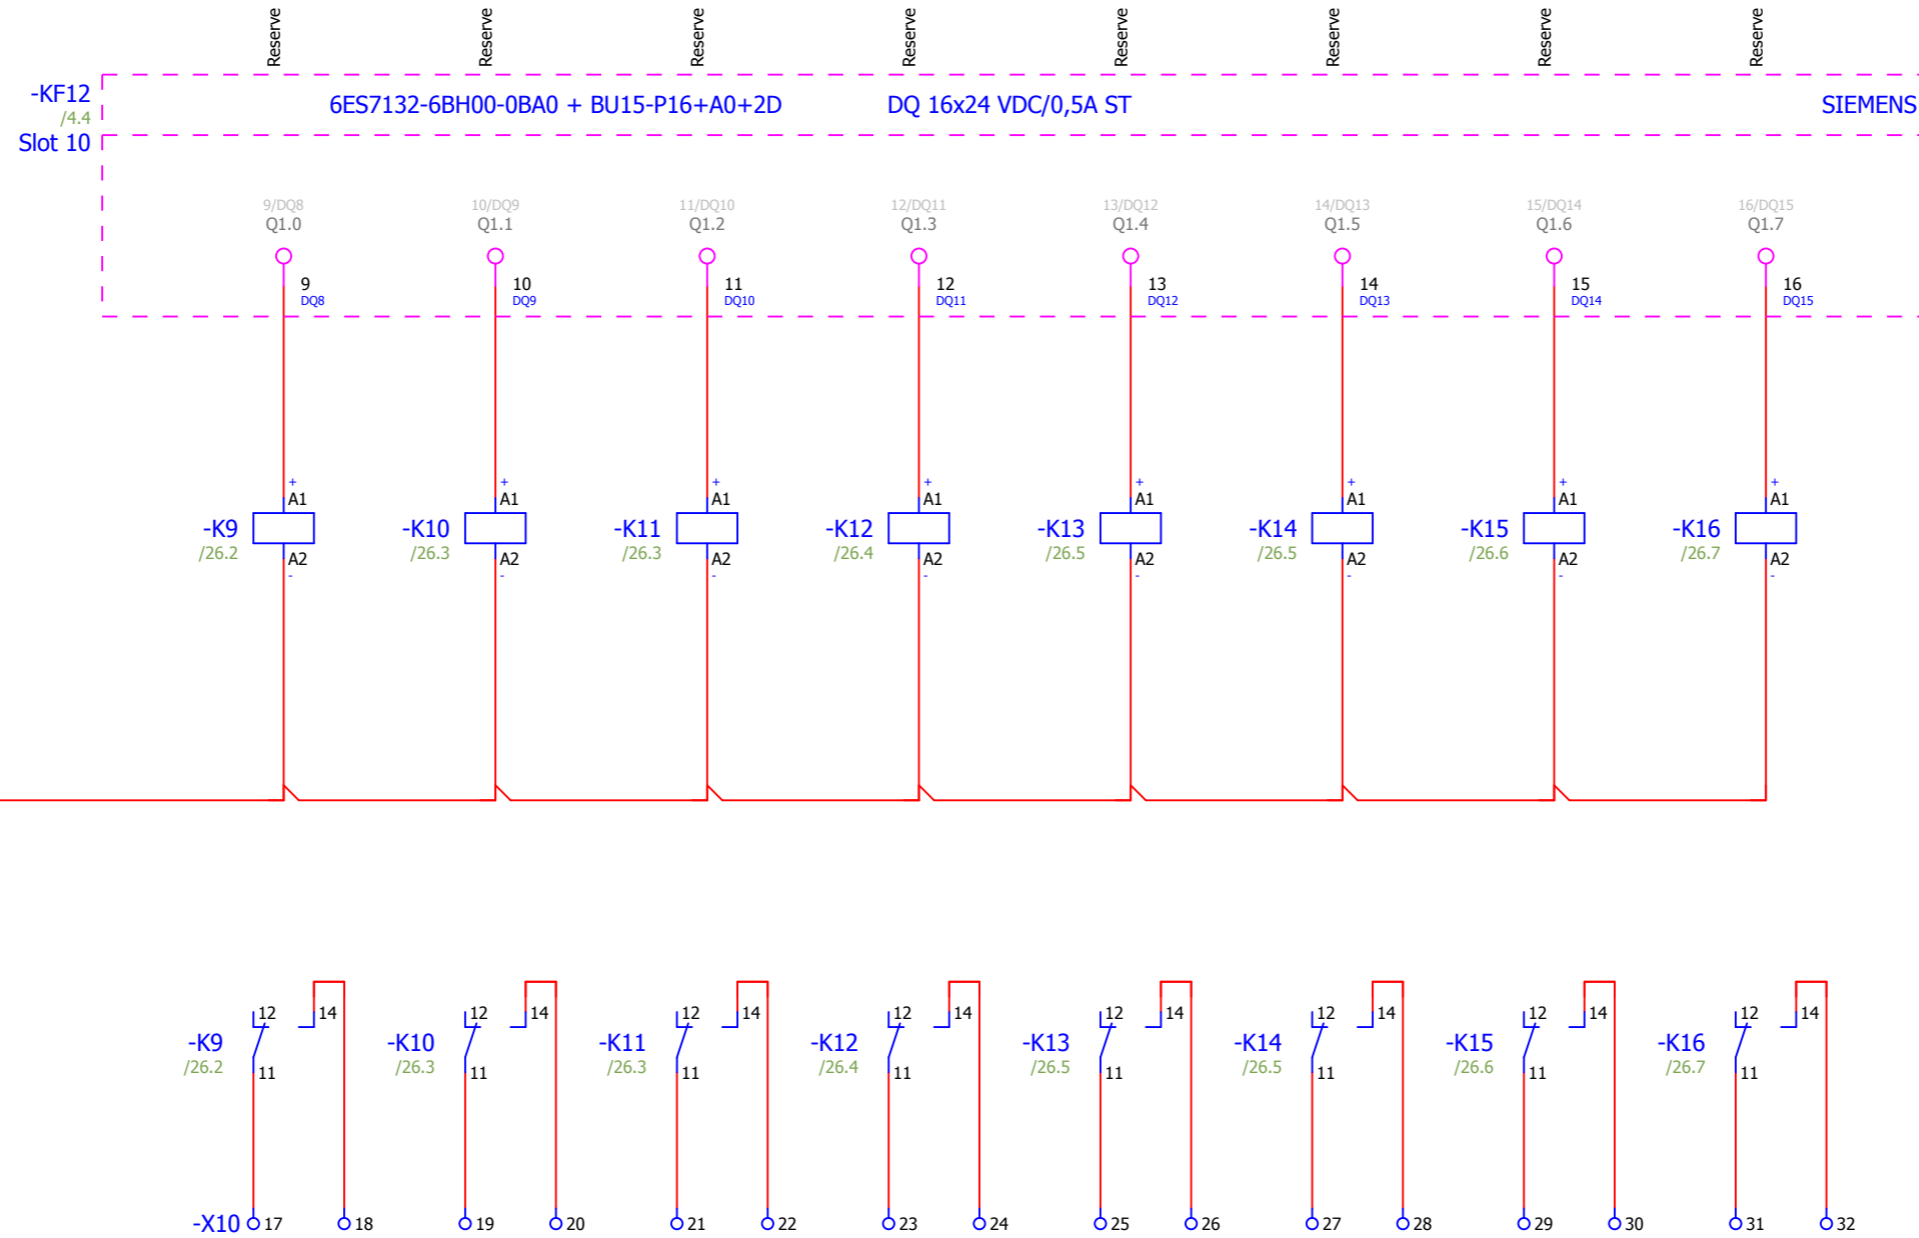 Reserve Reserve Reserve Reserve Reserve Reserve Reserve Reserve
-KF12 6ES7132-6BH00-0BA0 + BU15-P16+A0+2D DQ 16x24 VDC/0,5A ST SIEMENS
/4.4
Slot 10
9/DQ8 10/DQ9 11/DQ10 12/DQ11 13/DQ12 14/DQ13 15/DQ14 16/DQ15
Q1.0 Q1.1 Q1.2 Q1.3 Q1.4 Q1.5 Q1.6 Q1.7
9 10 11 12 13 14 15 16
DQ8 DQ9 DQ10 DQ11 DQ12 DQ13 DQ14 DQ15
+ + + + + + + +
A1 A1 A1 A1 A1 A1 A1 A1
-K9 -K10 -K11 -K12 -K13 -K14 -K15 -K16
/26.2 /26.3 /26.3 /26.4 /26.5 /26.5 /26.6 /26.7
A2 A2 A2 A2 A2 A2 A2 A2
- - - - - - - -
12 14 12 14 12 14 12 14 12 14 12 14 12 14 12 14
-K9 -K10 -K11 -K12 -K13 -K14 -K15 -K16
/26.2 /26.3 /26.3 /26.4 /26.5 /26.5 /26.6 /26.7
11 11 11 11 11 11 11 11
-X10 17 18 19 20 21 22 23 24 25 26 27 28 29 30 31 32